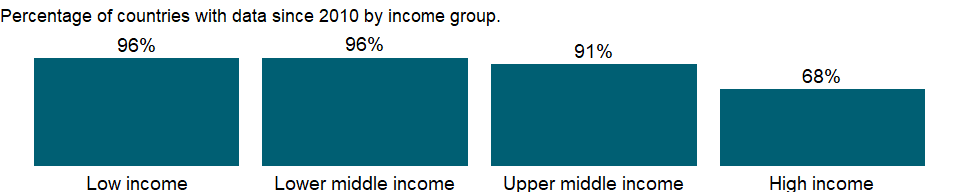 Percentage of countries with data since 2010 by income group.
96%
96%
91%
68%
Low income
Lower middle income
Upper middle income
High income